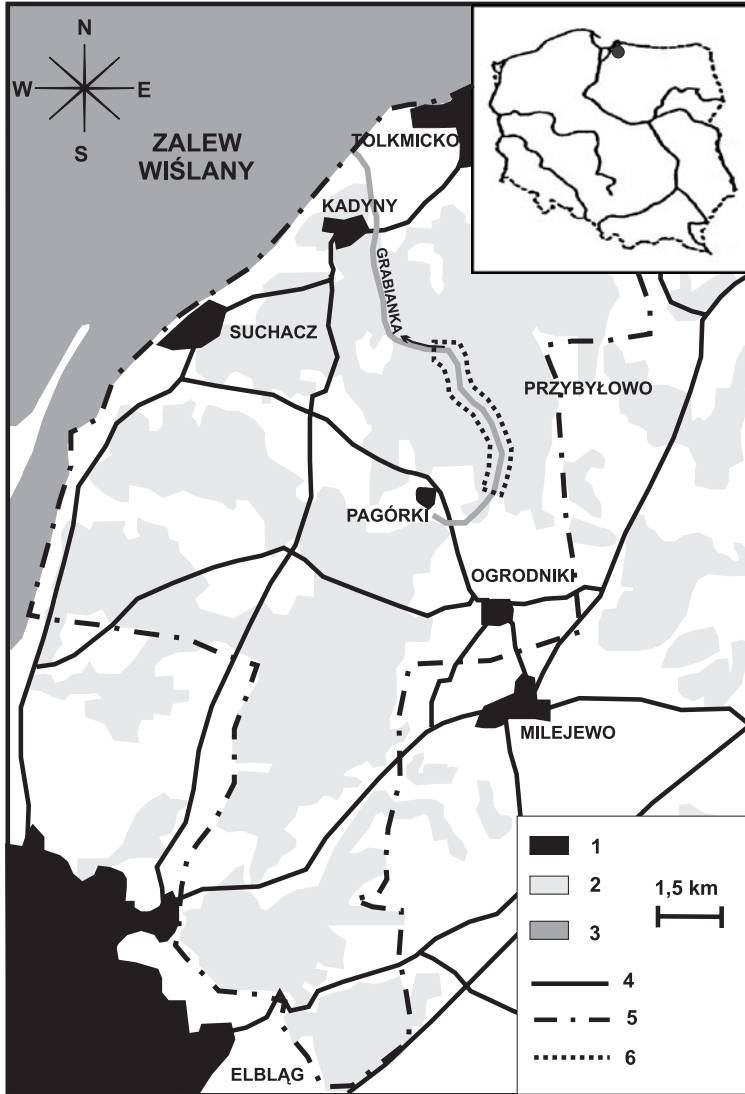 N
W E
S
ZALEW
WIŚLANY
TOLKMICKO
KADYNY
GRABIANKA
SUCHACZ
PRZYBYŁOWO
PAGÓRKI
OGRODNIKI
MILEJEWO
ELBLĄG
1
2
3
1,5 km
4
5
6